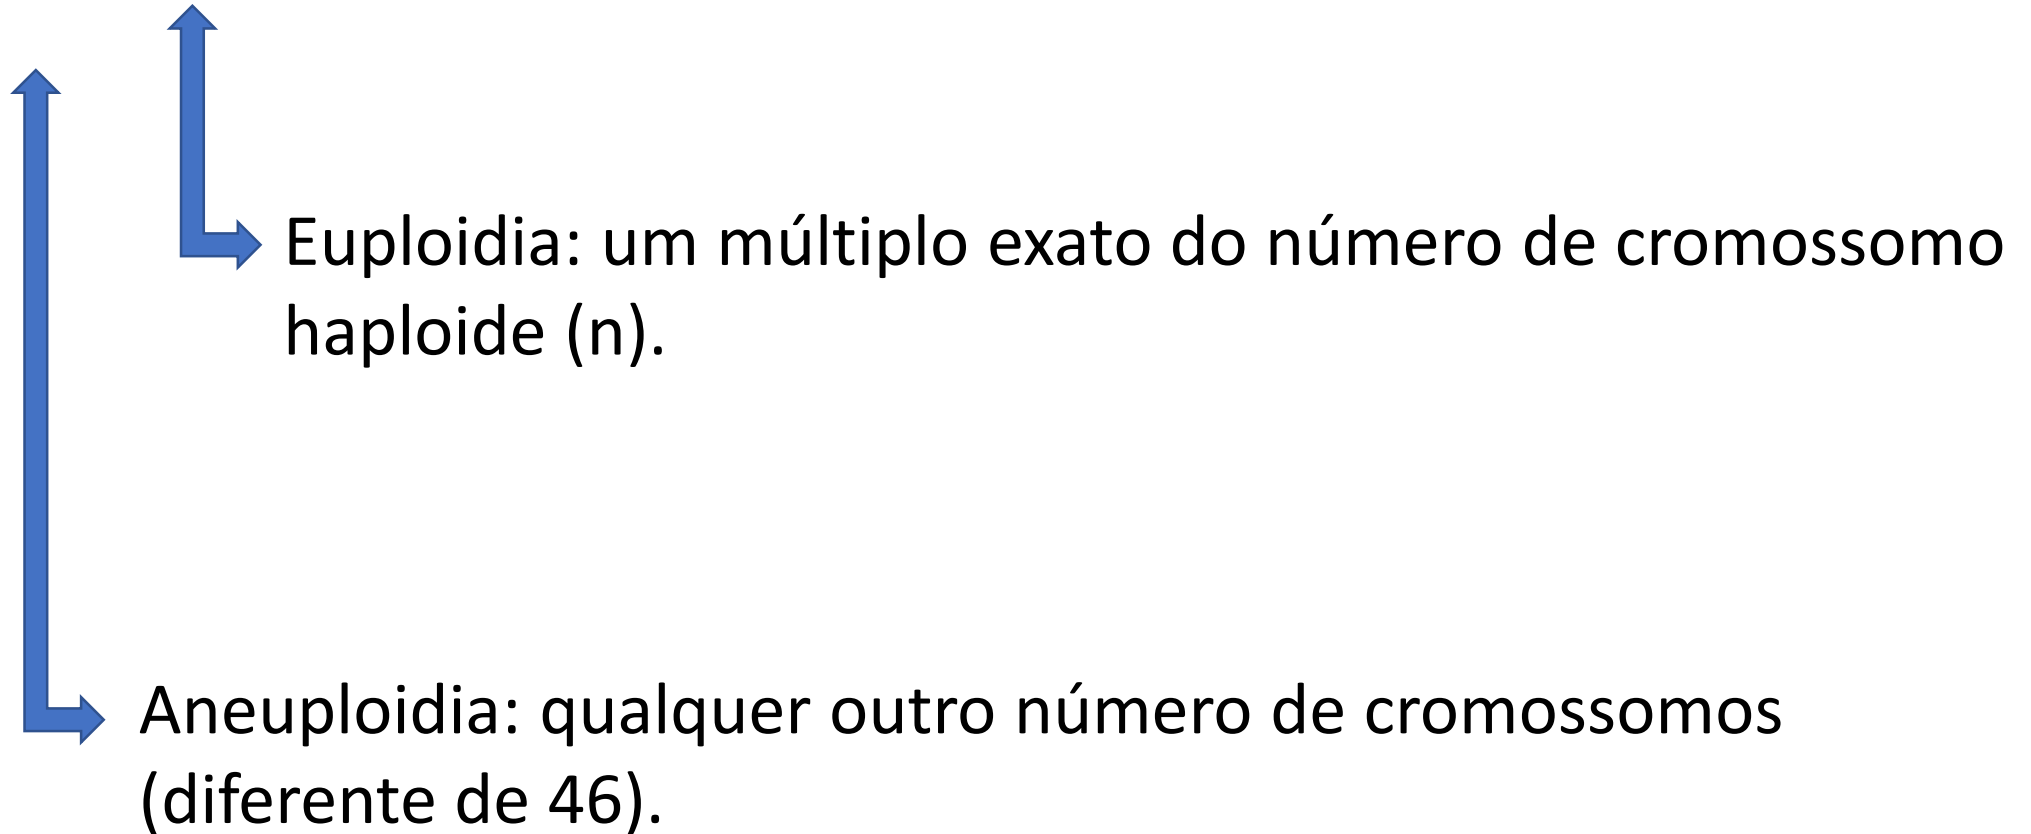 Euploidia: um múltiplo exato do número de cromossomo
haploide (n).
Aneuploidia: qualquer outro número de cromossomos
(diferente de 46).